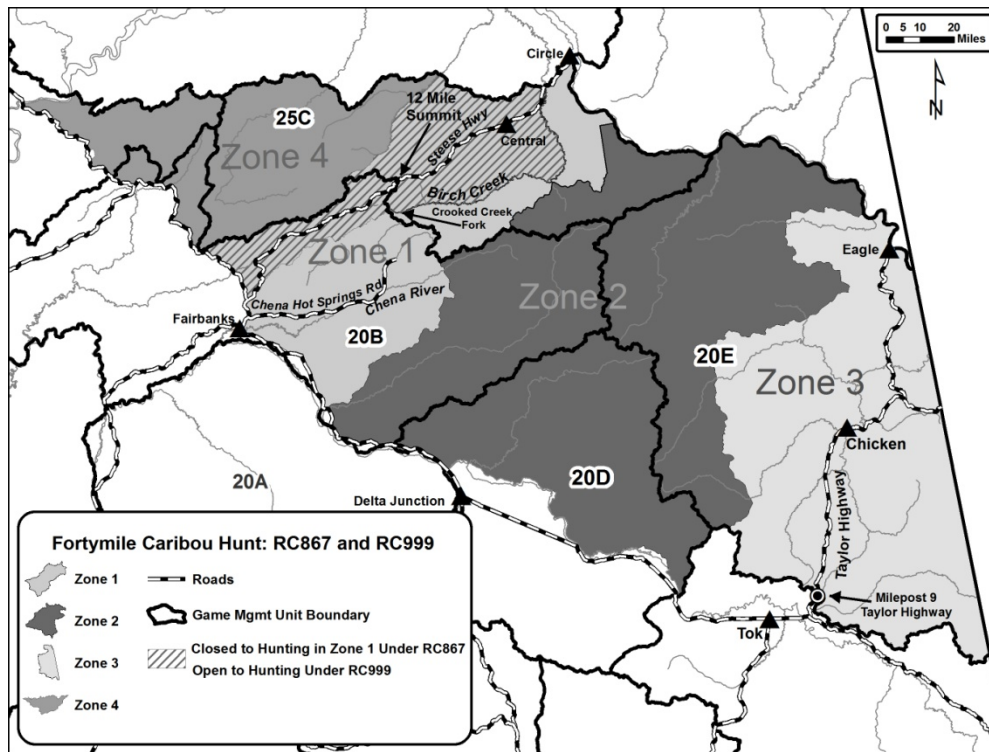 0 5 10 20
Miles
N
Circle
12 Mile
Summit
25C
Steese Hwy
Central
Zone 4
Birch Creek
Crooked Creek
Fork
Zone 1
Eagle
Chena Hot Springs Rd
Chena River
Zone 2
Fairbanks
20B
20E
Zone 3
Chicken
20D
20A
Delta Junction
Taylor Highway
Milepost 9
Taylor Highway
Tok
Fortymile Caribou Hunt: RC867 and RC999
Zone 1
Roads
Zone 2
Game Mgmt Unit Boundary
Zone 3
Closed to Hunting in Zone 1 Under RC867
Open to Hunting Under RC999
Zone 4